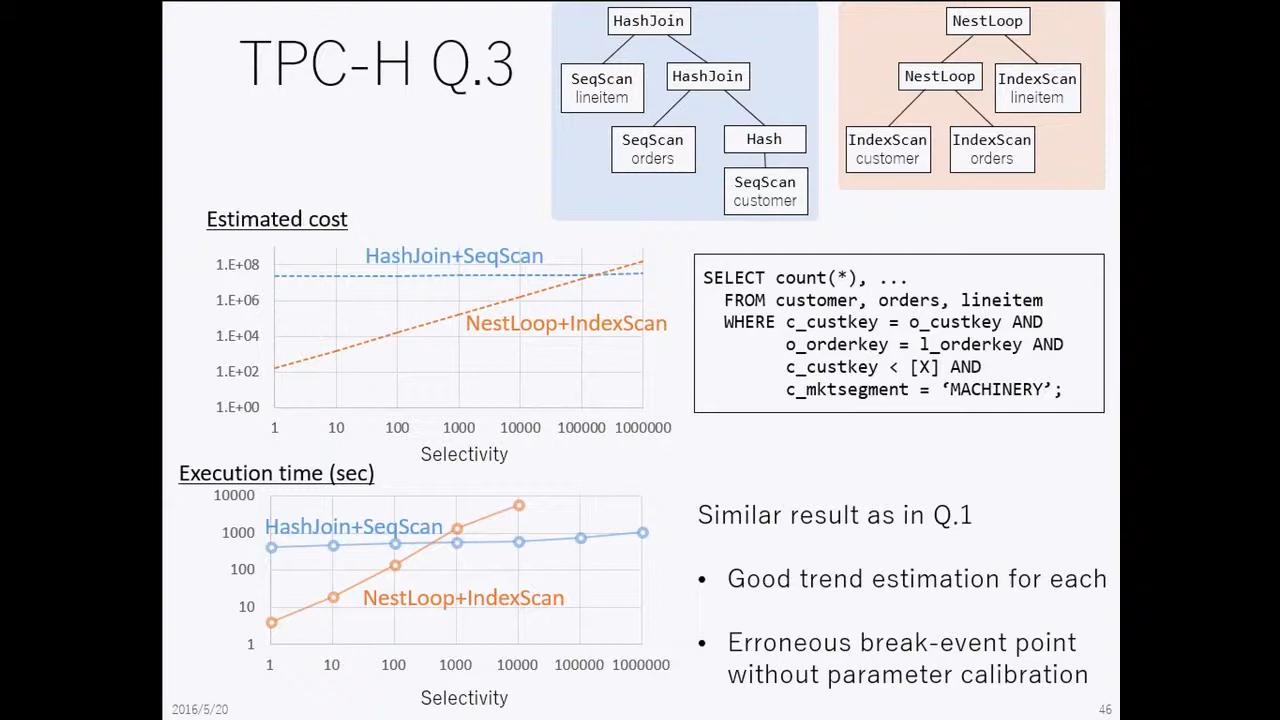 TPC-H Q.3
HashJoin
SeqScan
lineitem
HashJoin
SeqScan
orders
Hash
SeqScan
customer
NestLoop
NestLoop
IndexScan
lineitem
IndexScan
customer
IndexScan
orders
Estimated cost
HashJoin+SeqScan
NestLoop+IndexScan
1.E+08
1.E+06
1.E+04
1.E+02
1.E+00
1 10 100 1000 10000 100000 1000000
Selectivity
SELECT count(*), ...
FROM customer, orders, lineitem
WHERE c_custkey = o_custkey AND
o_orderkey = l_orderkey AND
c_custkey < [X] AND
c_mktsegment = ‘MACHINERY’;
Execution time (sec)
HashJoin+SeqScan
NestLoop+IndexScan
10000
1000
100
10
1
1 10 100 1000 10000 100000 1000000
Selectivity
Similar result as in Q.1
• Good trend estimation for each
• Erroneous break-event point
without parameter calibration
2016/5/20
46